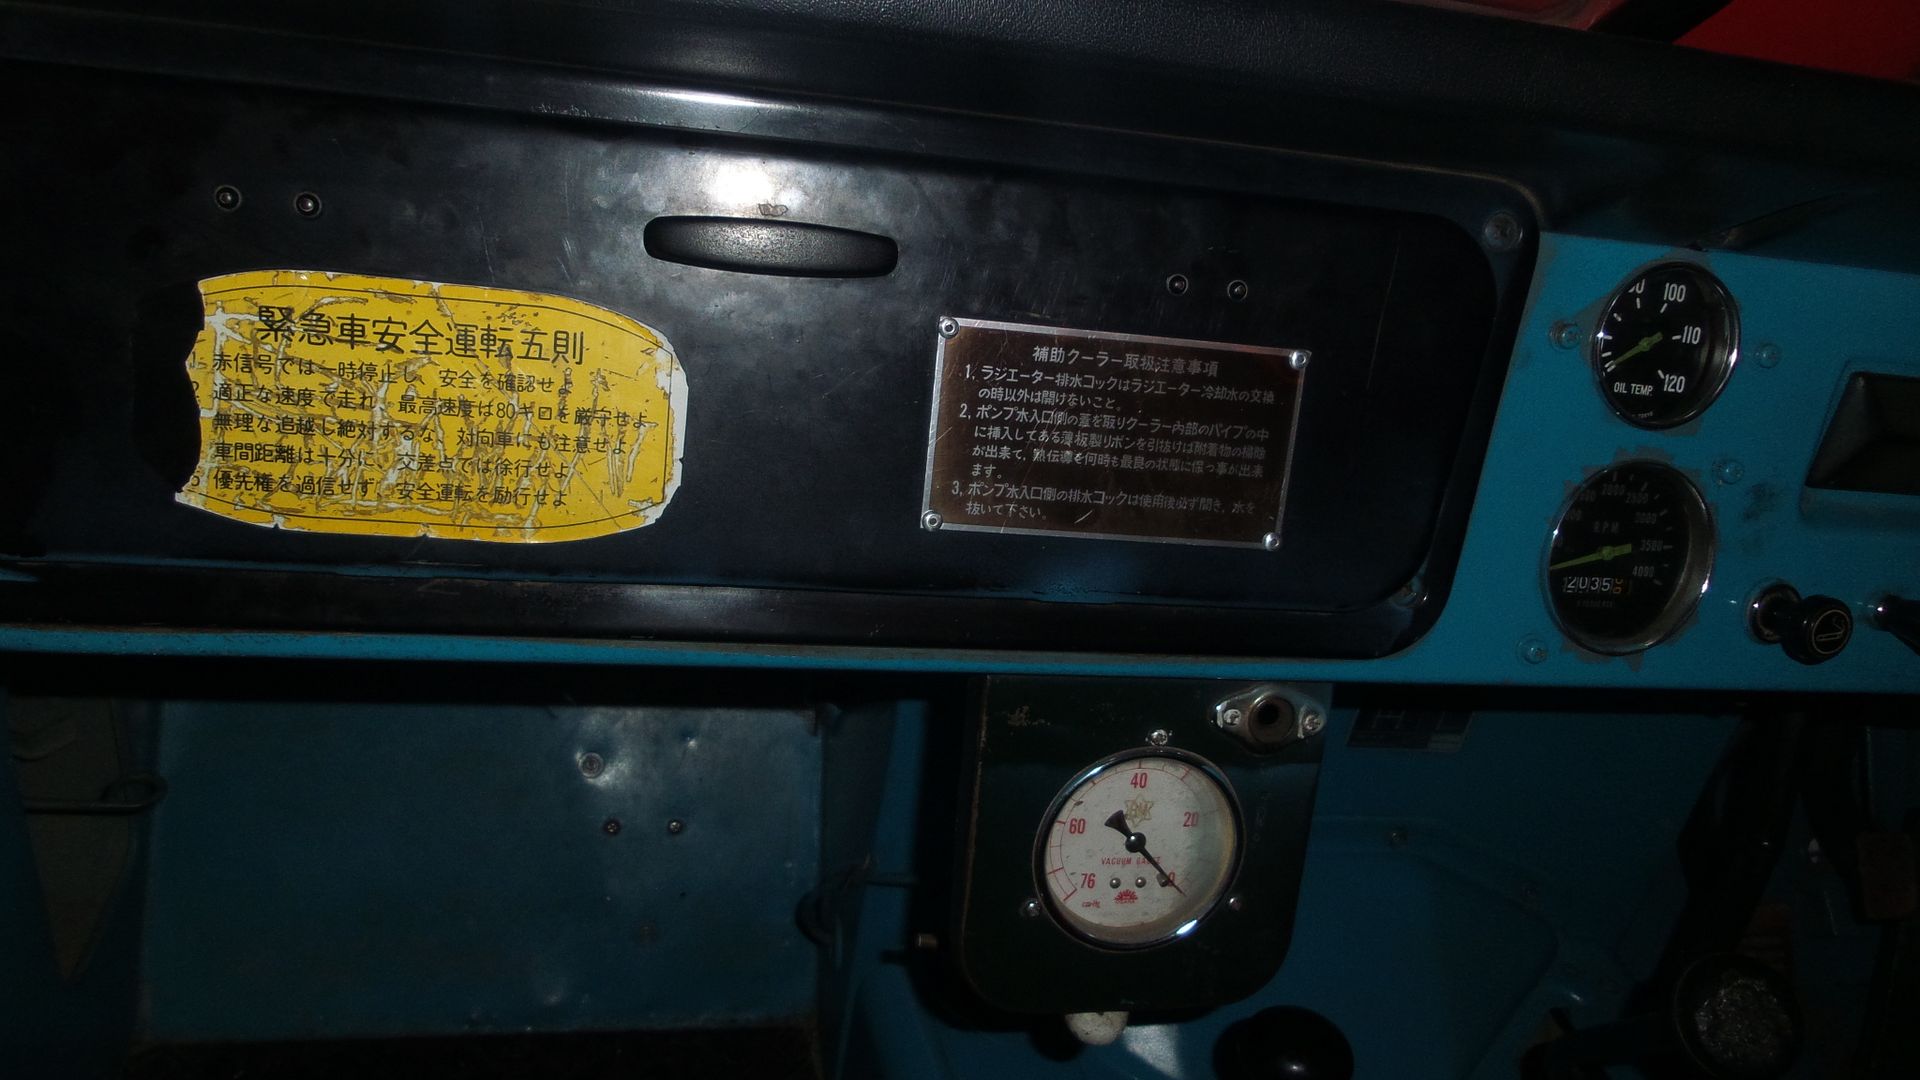 緊急車安全運転五則
1 赤信号では一時停止し、安全を確認せよ
適正な速度で走れ 最高速度は80キロを厳守せよ
無理な追越し絶対するな 対向車にも注意せよ
車間距離は十分に、交差点では徐行せよ
5 優先権を過信せず 安全運転を励行せよ
補助クーラー取扱注意事項
1, ラジエーター排水コックはラジエーター冷却水の交換
の時以外は開けないこと。
2, ポンプ水入口側の蓋を取りクーラー内部のパイプの中
に挿入してある薄板製リボンを引抜けば附着物の掃除
が出来て, 熱伝導を何時も最良の状態に保つ事が出来
ます。
3, ポンプ水入口側の排水コックは使用後必ず開き, 水を
抜いて下さい。
100
110
120
OIL TEMP.
2000
2500
3000
3500
4000
R.P.M.
2035
40
60
20
VACUUM GAUGE
76
0
cmHg